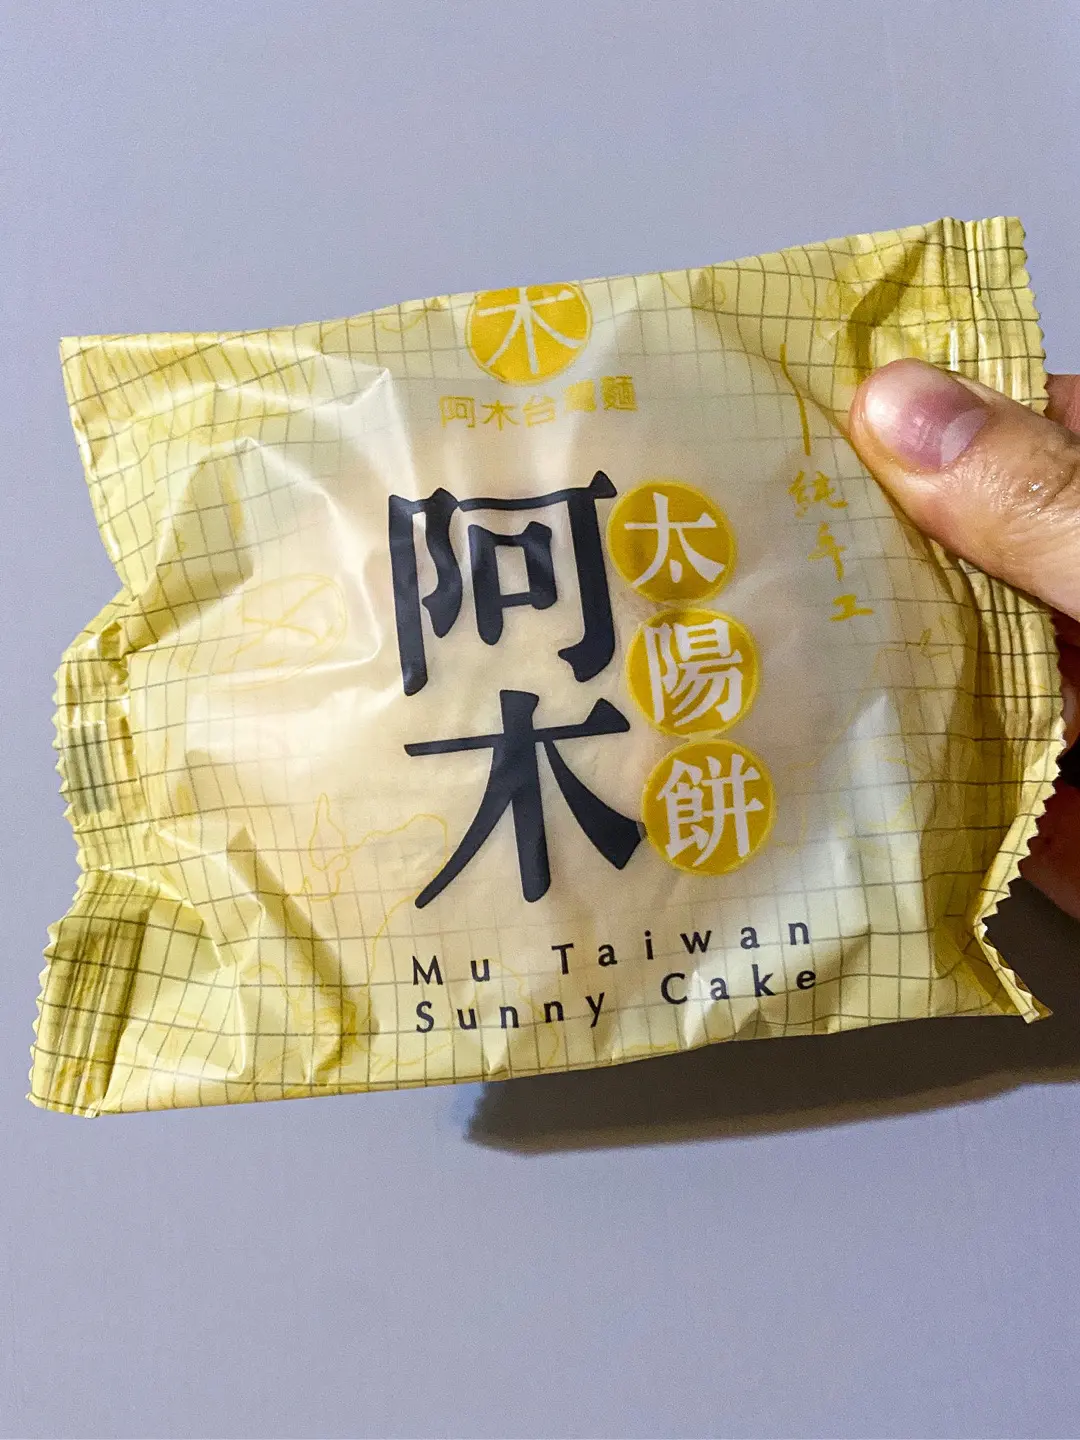 木
阿木台灣麵
阿木
太陽餅
純手工
Mu Taiwan
Sunny Cake